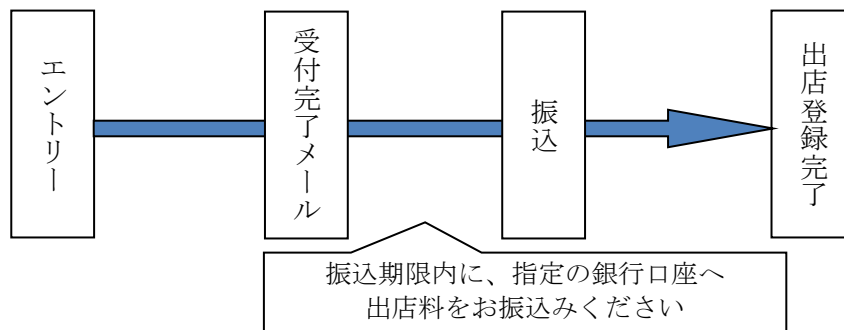 エントリー
受付完了メール
振込
出店登録完了
振込期限内に、指定の銀行口座へ
出店料をお振込みください